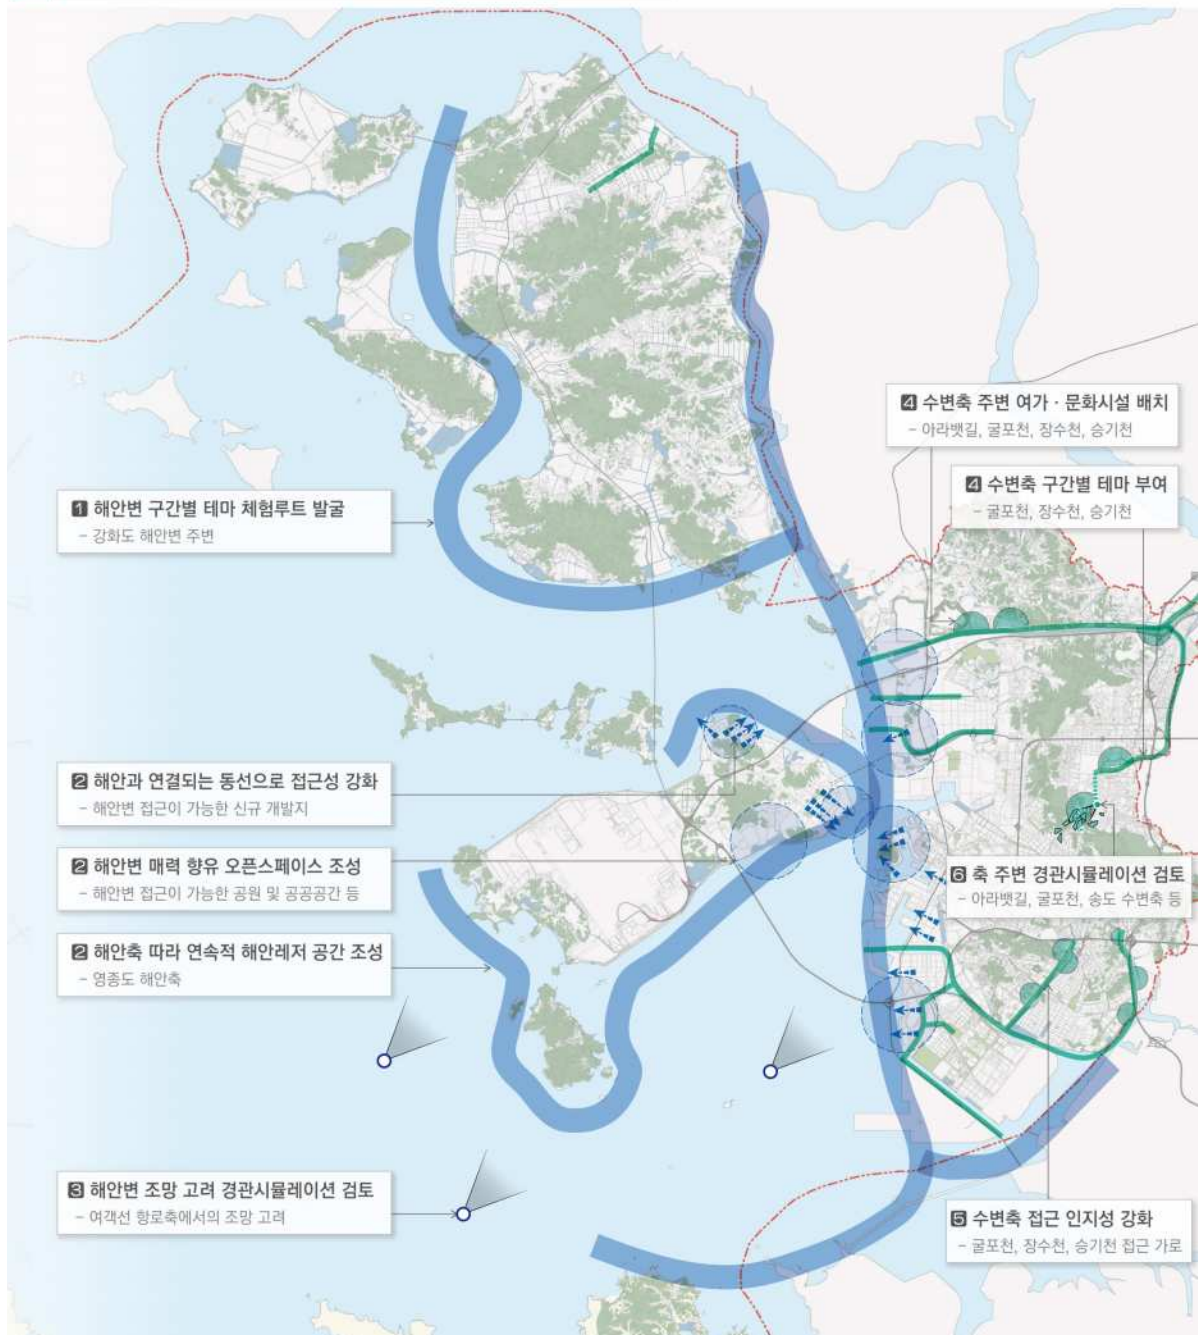 4 수변축 주변 여가 · 문화시설 배치
- 아라뱃길, 굴포천, 장수천, 승기천
4 수변축 구간별 테마 부여
- 굴포천, 장수천, 승기천
1 해안변 구간별 테마 체험루트 발굴
- 강화도 해안변 주변
2 해안과 연결되는 동선으로 접근성 강화
- 해안변 접근이 가능한 신규 개발지
2 해안변 매력 향유 오픈스페이스 조성
- 해안변 접근이 가능한 공원 및 공공공간 등
6 축 주변 경관시뮬레이션 검토
- 아라뱃길, 굴포천, 송도 수변축 등
2 해안축 따라 연속적 해안레저 공간 조성
- 영종도 해안축
3 해안변 조망 고려 경관시뮬레이션 검토
- 여객선 항로축에서의 조망 고려
5 수변축 접근 인지성 강화
- 굴포천, 장수천, 승기천 접근 가로